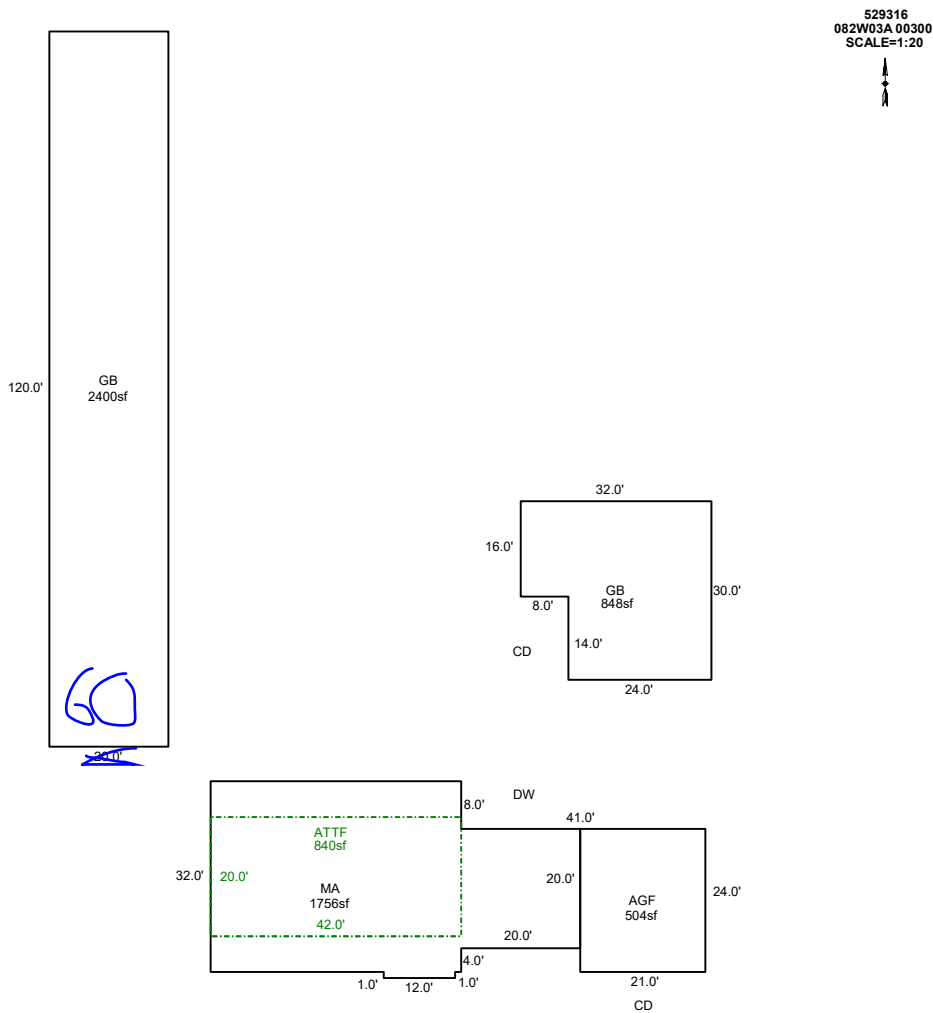 529316
082W03A 00300
SCALE=1:20
120.0'
GB
2400sf
60
20.0'
32.0'
16.0'
GB
848sf
30.0'
8.0'
14.0'
CD
24.0'
8.0'
DW
41.0'
ATTF
840sf
32.0'
20.0'
MA
1756sf
42.0'
20.0'
20.0'
AGF
504sf
24.0'
4.0'
1.0'
12.0'
1.0'
21.0'
CD